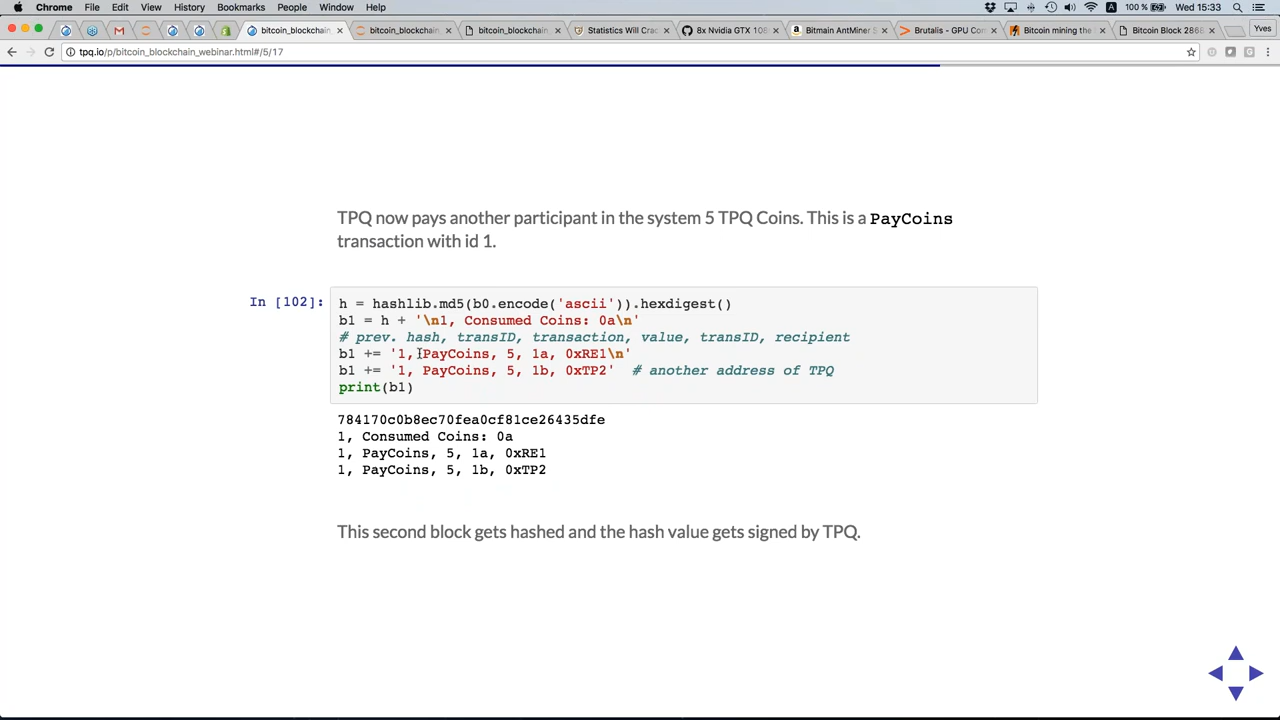 Chrome File Edit View History Bookmarks People Window Help
A 100 % Wed 15:33
bitcoin_blockchain_ bitcoin_blockchain_ bitcoin_blockchain Statistics Will Crac 8x Nvidia GTX 108 Bitmain AntMiner S Brutalis - GPU Com Bitcoin mining the Bitcoin Block 2868 Yves
tpq.io/p/bitcoin_blockchain_webinar.html#/5/17
TPQ now pays another participant in the system 5 TPQ Coins. This is a PayCoins
transaction with id 1.
In [102]: h = hashlib.md5(b0.encode('ascii')).hexdigest()
b1 = h + '\n1, Consumed Coins: 0a\n'
# prev. hash, transID, transaction, value, transID, recipient
b1 += '1, PayCoins, 5, 1a, 0xRE1\n'
b1 += '1, PayCoins, 5, 1b, 0xTP2' # another address of TPQ
print(b1)
784170c0b8ec70fea0cf81ce26435dfe
1, Consumed Coins: 0a
1, PayCoins, 5, 1a, 0xRE1
1, PayCoins, 5, 1b, 0xTP2
This second block gets hashed and the hash value gets signed by TPQ.